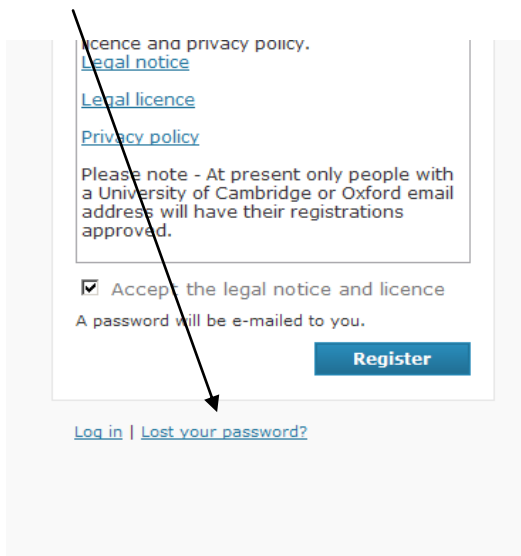 licence and privacy policy.
Legal notice
Legal licence
Privacy policy
Please note - At present only people with
a University of Cambridge or Oxford email
address will have their registrations
approved.
Accept the legal notice and licence
A password will be e-mailed to you.
Register
Log in | Lost your password?